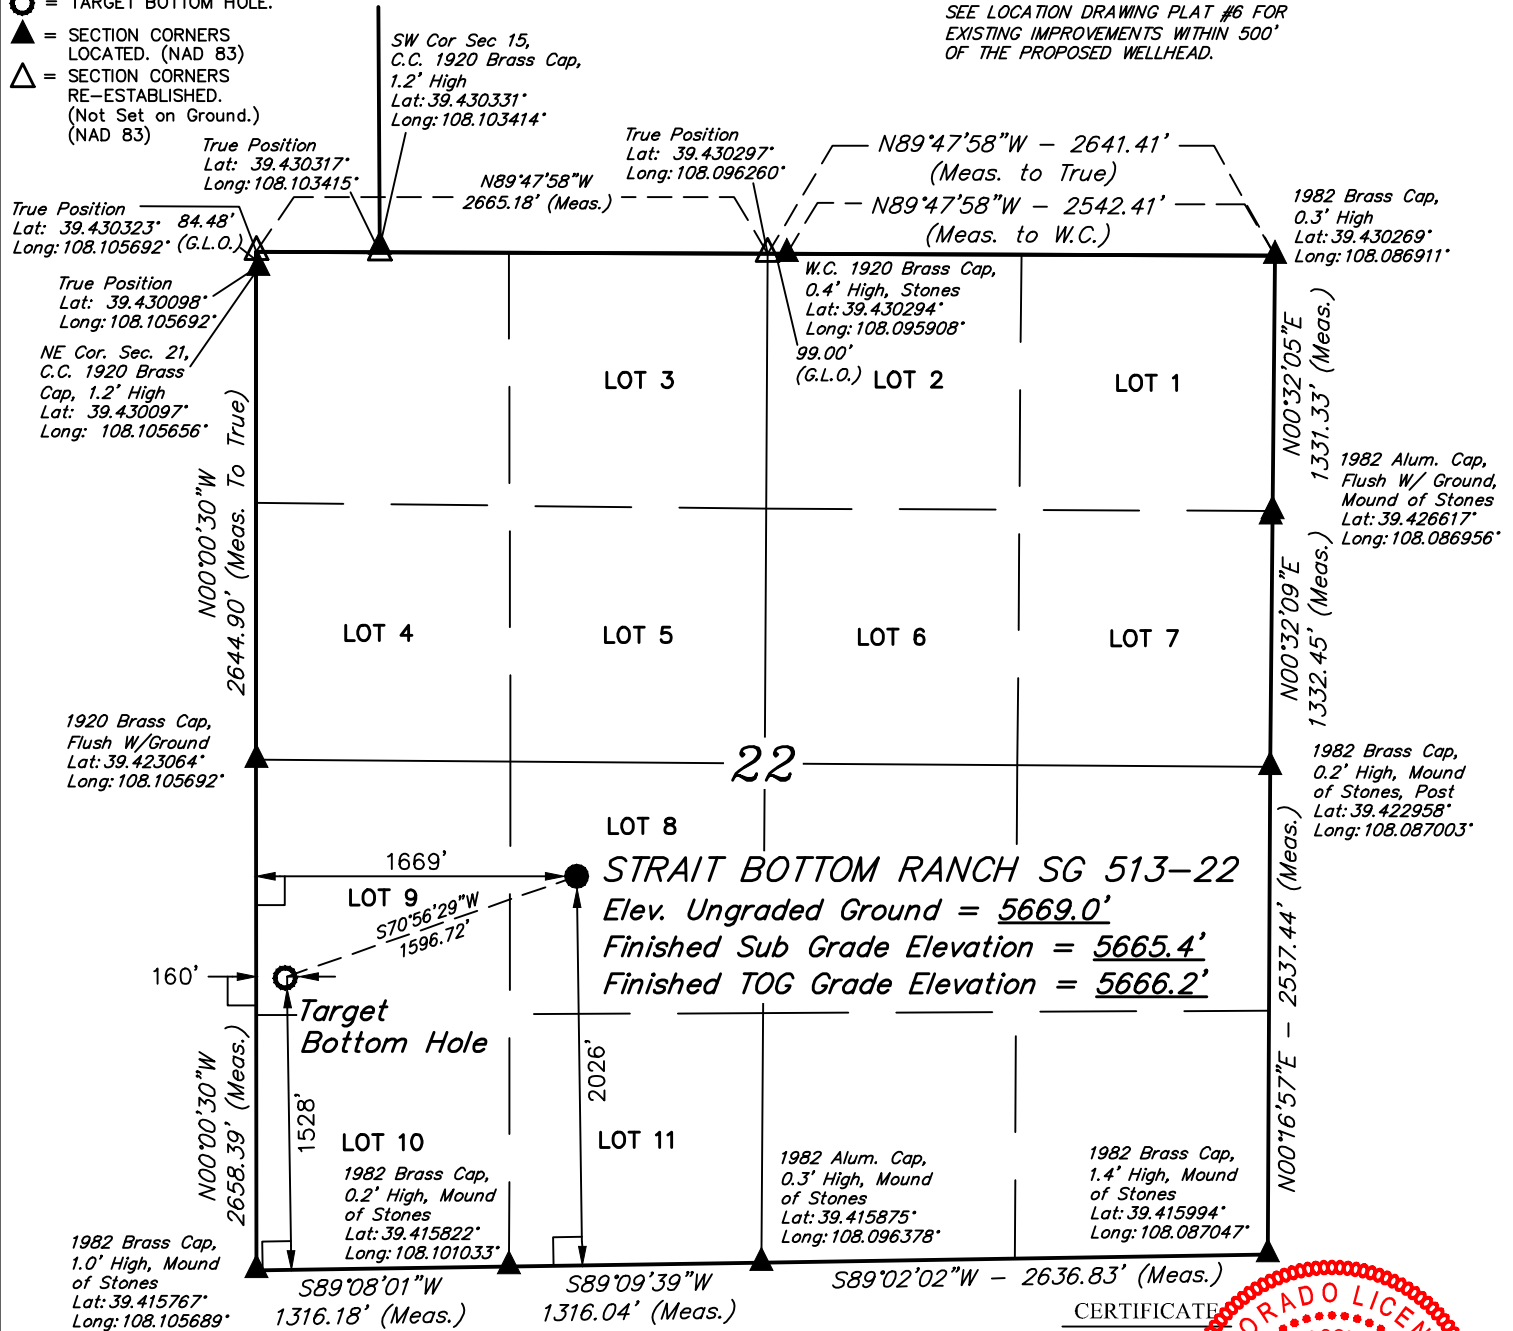 = TARGET BOTTOM HOLE.
= SECTION CORNERS
LOCATED. (NAD 83)
= SECTION CORNERS
RE-ESTABLISHED.
(Not Set on Ground.)
(NAD 83)
SEE LOCATION DRAWING PLAT #6 FOR
EXISTING IMPROVEMENTS WITHIN 500'
OF THE PROPOSED WELLHEAD.
SW Cor Sec 15,
C.C. 1920 Brass Cap,
1.2' High
Lat: 39.430331°
Long: 108.103414°
True Position
Lat: 39.430317°
Long: 108.103415°
True Position
Lat: 39.430297°
Long: 108.096260°
N89°47'58"W - 2641.41'
(Meas. to True)
N89°47'58"W
2665.18' (Meas.)
N89°47'58"W - 2542.41'
(Meas. to W.C.)
1982 Brass Cap,
0.3' High
Lat: 39.430269°
Long: 108.086911°
True Position
Lat: 39.430323°
Long: 108.105692°
84.48'
(G.L.O.)
True Position
Lat: 39.430098°
Long: 108.105692°
W.C. 1920 Brass Cap,
0.4' High, Stones
Lat: 39.430294°
Long: 108.095908°
99.00'
(G.L.O.)
NE Cor. Sec. 21,
C.C. 1920 Brass
Cap, 1.2' High
Lat: 39.430097°
Long: 108.105656°
LOT 3
LOT 2
LOT 1
N00°32'05"E
1331.33' (Meas.)
1982 Alum. Cap,
Flush W/ Ground,
Mound of Stones
Lat: 39.426617°
Long: 108.086956°
N00°00'30"W
2644.90' (Meas. To True)
LOT 4
LOT 5
LOT 6
LOT 7
N00°32'09"E
1332.45' (Meas.)
1920 Brass Cap,
Flush W/Ground
Lat: 39.423064°
Long: 108.105692°
22
1982 Brass Cap,
0.2' High, Mound
of Stones, Post
Lat: 39.422958°
Long: 108.087003°
LOT 8
1669'
STRAIT BOTTOM RANCH SG 513-22
LOT 9
Elev. Ungraded Ground = 5669.0'
S70°56'29"W
1596.72'
Finished Sub Grade Elevation = 5665.4'
160'
Finished TOG Grade Elevation = 5666.2'
Target
Bottom Hole
2026'
1528'
N00°00'30"W
2658.39' (Meas.)
N00°16'57"E - 2537.44' (Meas.)
LOT 10
LOT 11
1982 Brass Cap,
0.2' High, Mound
of Stones
Lat: 39.415822°
Long: 108.101033°
1982 Alum. Cap,
0.3' High, Mound
of Stones
Lat: 39.415875°
Long: 108.096378°
1982 Brass Cap,
1.4' High, Mound
of Stones
Lat: 39.415994°
Long: 108.087047°
1982 Brass Cap,
1.0' High, Mound
of Stones
Lat: 39.415767°
Long: 108.105689°
S89°08'01"W
1316.18' (Meas.)
S89°09'39"W
1316.04' (Meas.)
S89°02'02"W - 2636.83' (Meas.)
CERTIFICATE
ORADO LICEN